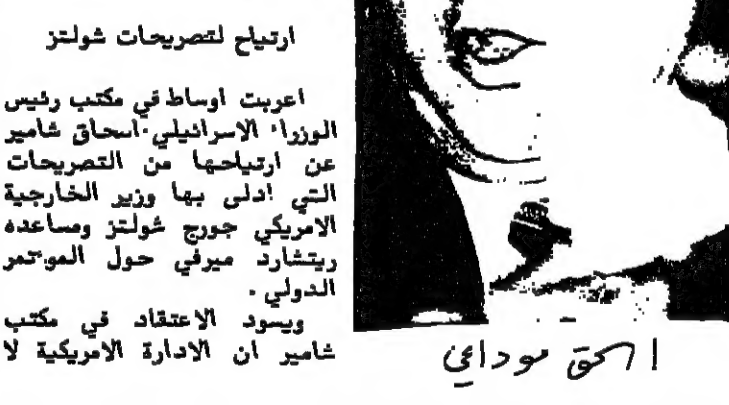 ارتياح لتصريحات شولتز
اعربت اوساط في مكتب رئيس
الوزراء الاسرائيلي اسحاق شامير
عن ارتياحها من التصريحات
التي ادلى بها وزير الخارجية
الامريكي جورج شولتز ومساعده
ريتشارد ميرفي حول الموءتمر
الدولي .
ويسود الاعتقاد في مكتب
شامير ان الادارة الامريكية لا
اسحق موداعي